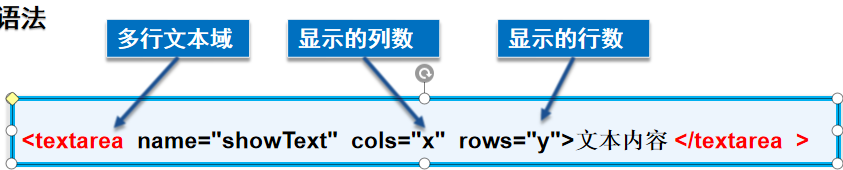 语法
多行文本域 显示的列数 显示的行数
<textarea name="showText" cols="x" rows="y">文本内容</textarea >